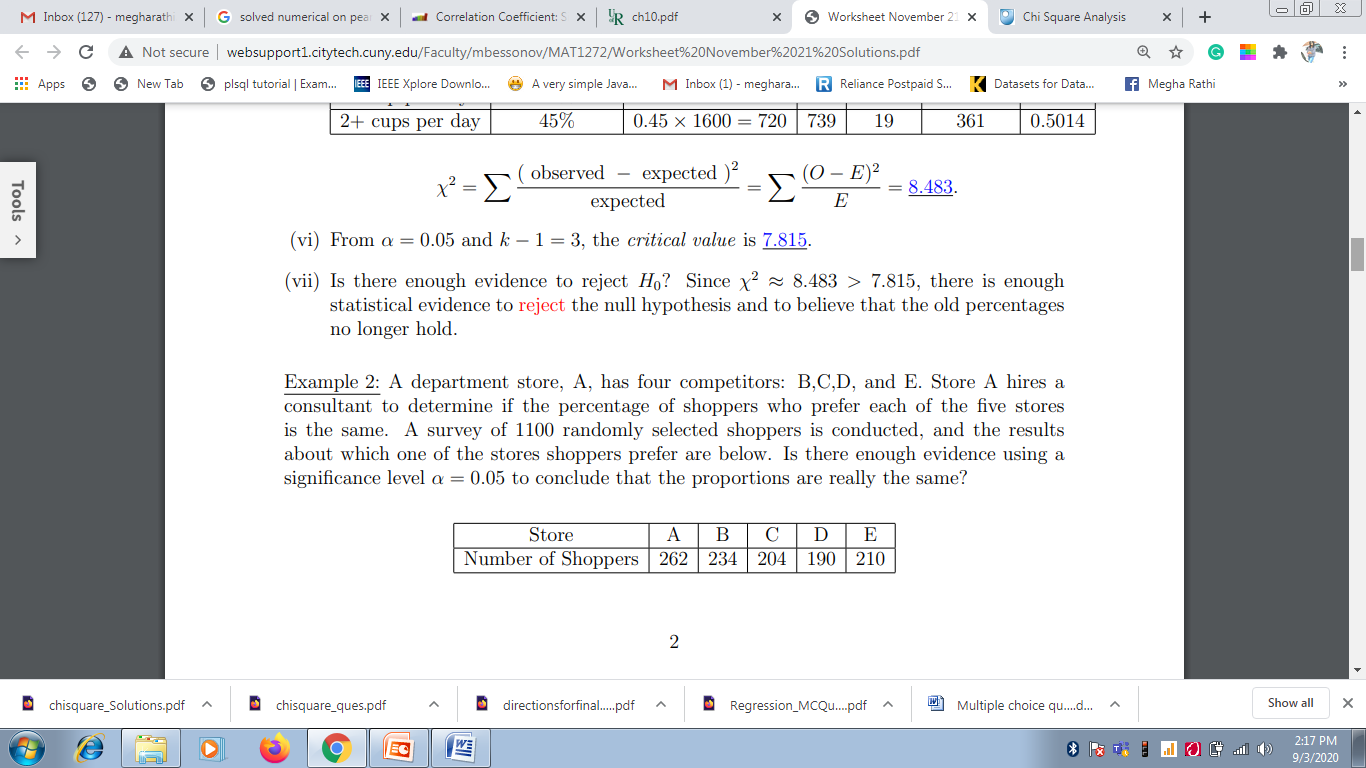 Inbox (127) - megharath
solved numerical on pea
Correlation Coefficient: S
ch10.pdf
Worksheet November 21
Chi Square Analysis
Not secure | websupport1.citytech.cuny.edu/Faculty/mbessonov/MAT1272/Worksheet%20November%2021%20Solutions.pdf
Apps New Tab plsql tutorial | Exam... IEEE IEEE Xplore Downlo... A very simple Java... Inbox (1) - meghara... R Reliance Postpaid S... Datasets for Data... Megha Rathi »
Tools
2+ cups per day 45% 0.45 × 1600 = 720 739 19 361 0.5014
χ² = ∑ ( observed − expected )² / expected = ∑ (O − E)² / E = 8.483.
(vi) From α = 0.05 and k − 1 = 3, the critical value is 7.815.
(vii) Is there enough evidence to reject H₀? Since χ² ≈ 8.483 > 7.815, there is enough
statistical evidence to reject the null hypothesis and to believe that the old percentages
no longer hold.
Example 2: A department store, A, has four competitors: B,C,D, and E. Store A hires a
consultant to determine if the percentage of shoppers who prefer each of the five stores
is the same. A survey of 1100 randomly selected shoppers is conducted, and the results
about which one of the stores shoppers prefer are below. Is there enough evidence using a
significance level α = 0.05 to conclude that the proportions are really the same?
Store A B C D E
Number of Shoppers 262 234 204 190 210
2
chisquare_Solutions.pdf chisquare_ques.pdf directionsforfinal.....pdf Regression_MCQu....pdf Multiple choice qu....d... Show all
2:17 PM
9/3/2020